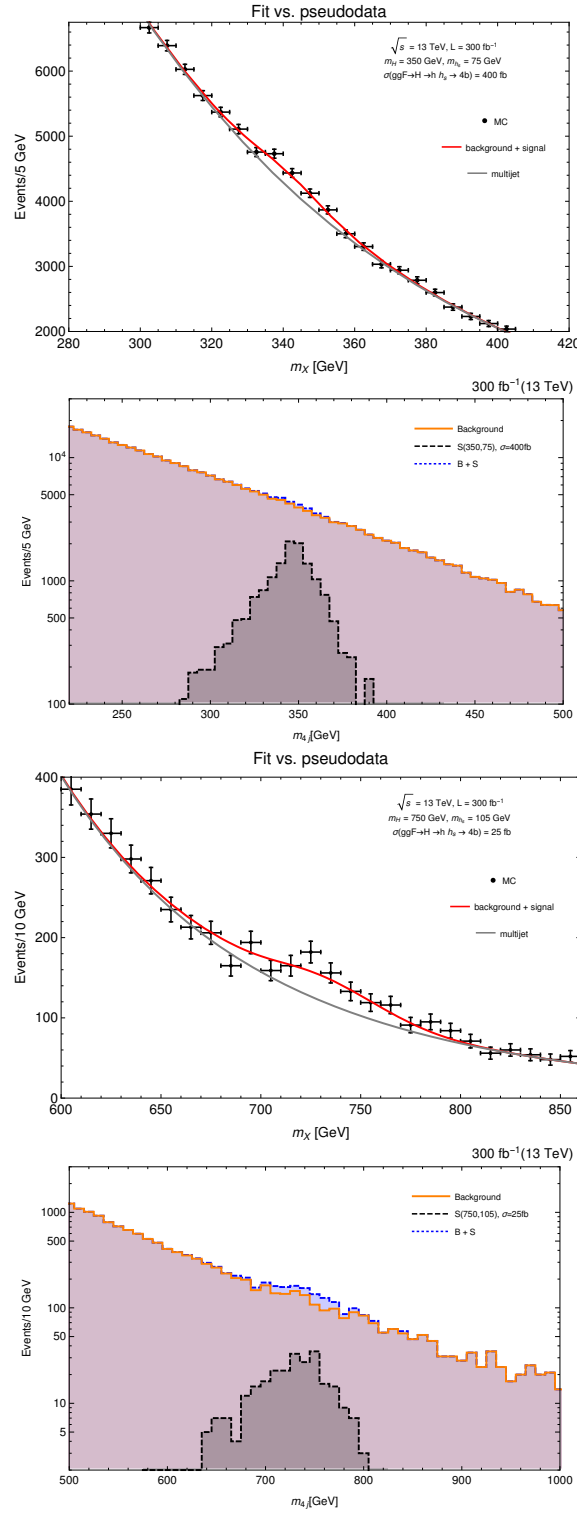 Fit vs. pseudodata
√s = 13 TeV, L = 300 fb⁻¹
m_H = 350 GeV, m_{h_s} = 75 GeV
σ(ggF→H →h h_s → 4b) = 400 fb
MC
background + signal
multijet
Events/5 GeV
6000
5000
4000
3000
2000
280 300 320 340 360 380 400 420
m_X [GeV]
300 fb⁻¹(13 TeV)
Background
S(350,75), σ=400fb
B + S
Events/5 GeV
10⁴
5000
1000
500
100
250 300 350 400 450 500
m_{4j}[GeV]
Fit vs. pseudodata
√s = 13 TeV, L = 300 fb⁻¹
m_H = 750 GeV, m_{h_s} = 105 GeV
σ(ggF→H →h h_s → 4b) = 25 fb
MC
background + signal
multijet
Events/10 GeV
400
300
200
100
0
600 650 700 750 800 850
m_X [GeV]
300 fb⁻¹(13 TeV)
Background
S(750,105), σ=25fb
B + S
Events/10 GeV
1000
500
100
50
10
5
500 600 700 800 900 1000
m_{4j}[GeV]